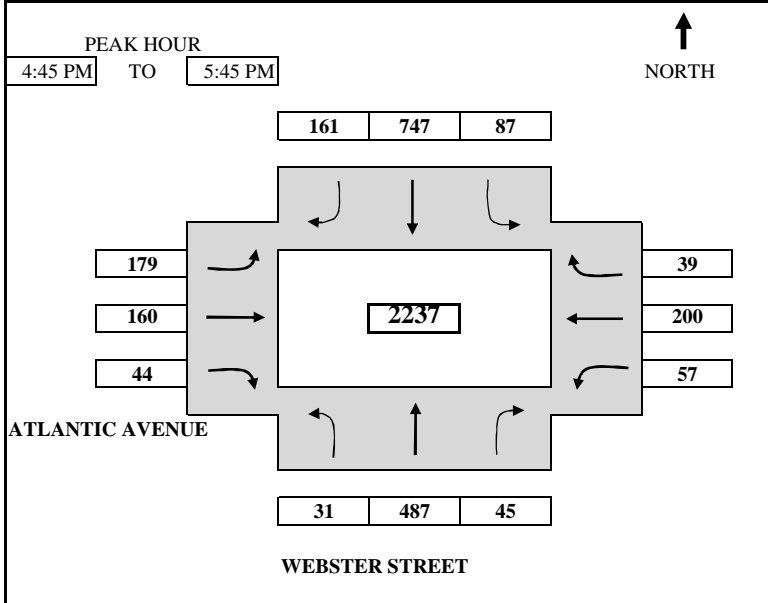 PEAK HOUR
4:45 PM TO 5:45 PM
NORTH
161 747 87
179
39
2237
160
200
44
57
ATLANTIC AVENUE
31 487 45
WEBSTER STREET